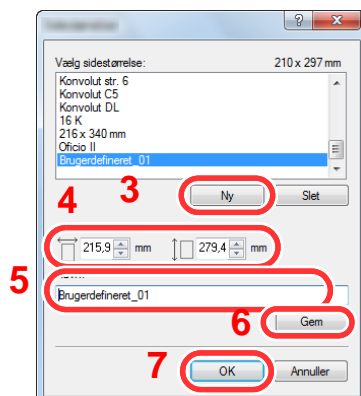 Vælg sidestørrelse: 210 x 297 mm
Konvolut str. 6
Konvolut C5
Konvolut DL
16 K
216 x 340 mm
Oficio II
Brugerdefineret_01
3 Ny Slet
4
215,9 mm 279,4 mm
5
Brugerdefineret_01
6
Gem
7 OK Annuller